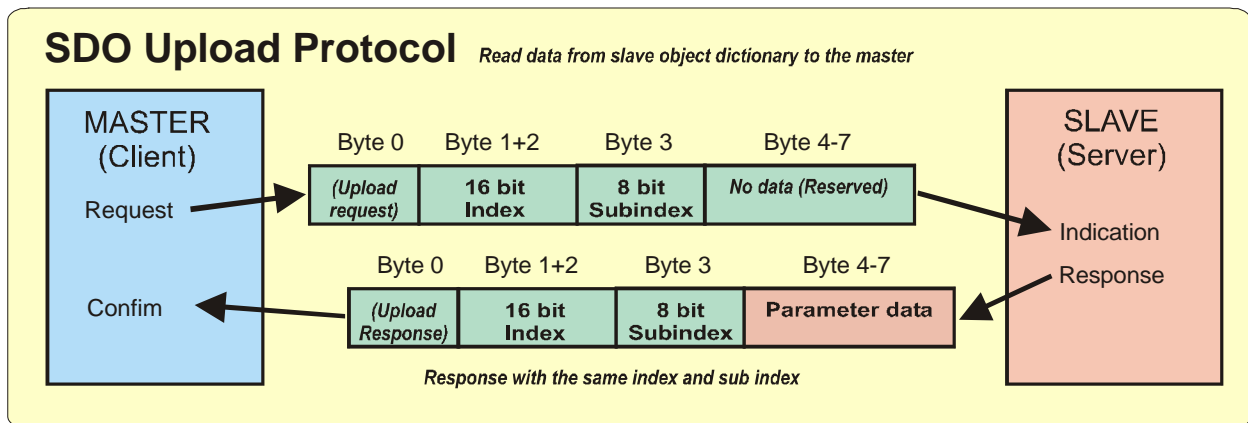 SDO Upload Protocol Read data from slave object dictionary to the master
MASTER
(Client)
SLAVE
(Server)
Byte 0 Byte 1+2 Byte 3 Byte 4-7
(Upload
request)
16 bit
Index
8 bit
Subindex
No data (Reserved)
Request
Indication
Byte 0 Byte 1+2 Byte 3 Byte 4-7
Response
(Upload
Response)
16 bit
Index
8 bit
Subindex
Parameter data
Confim
Response with the same index and sub index